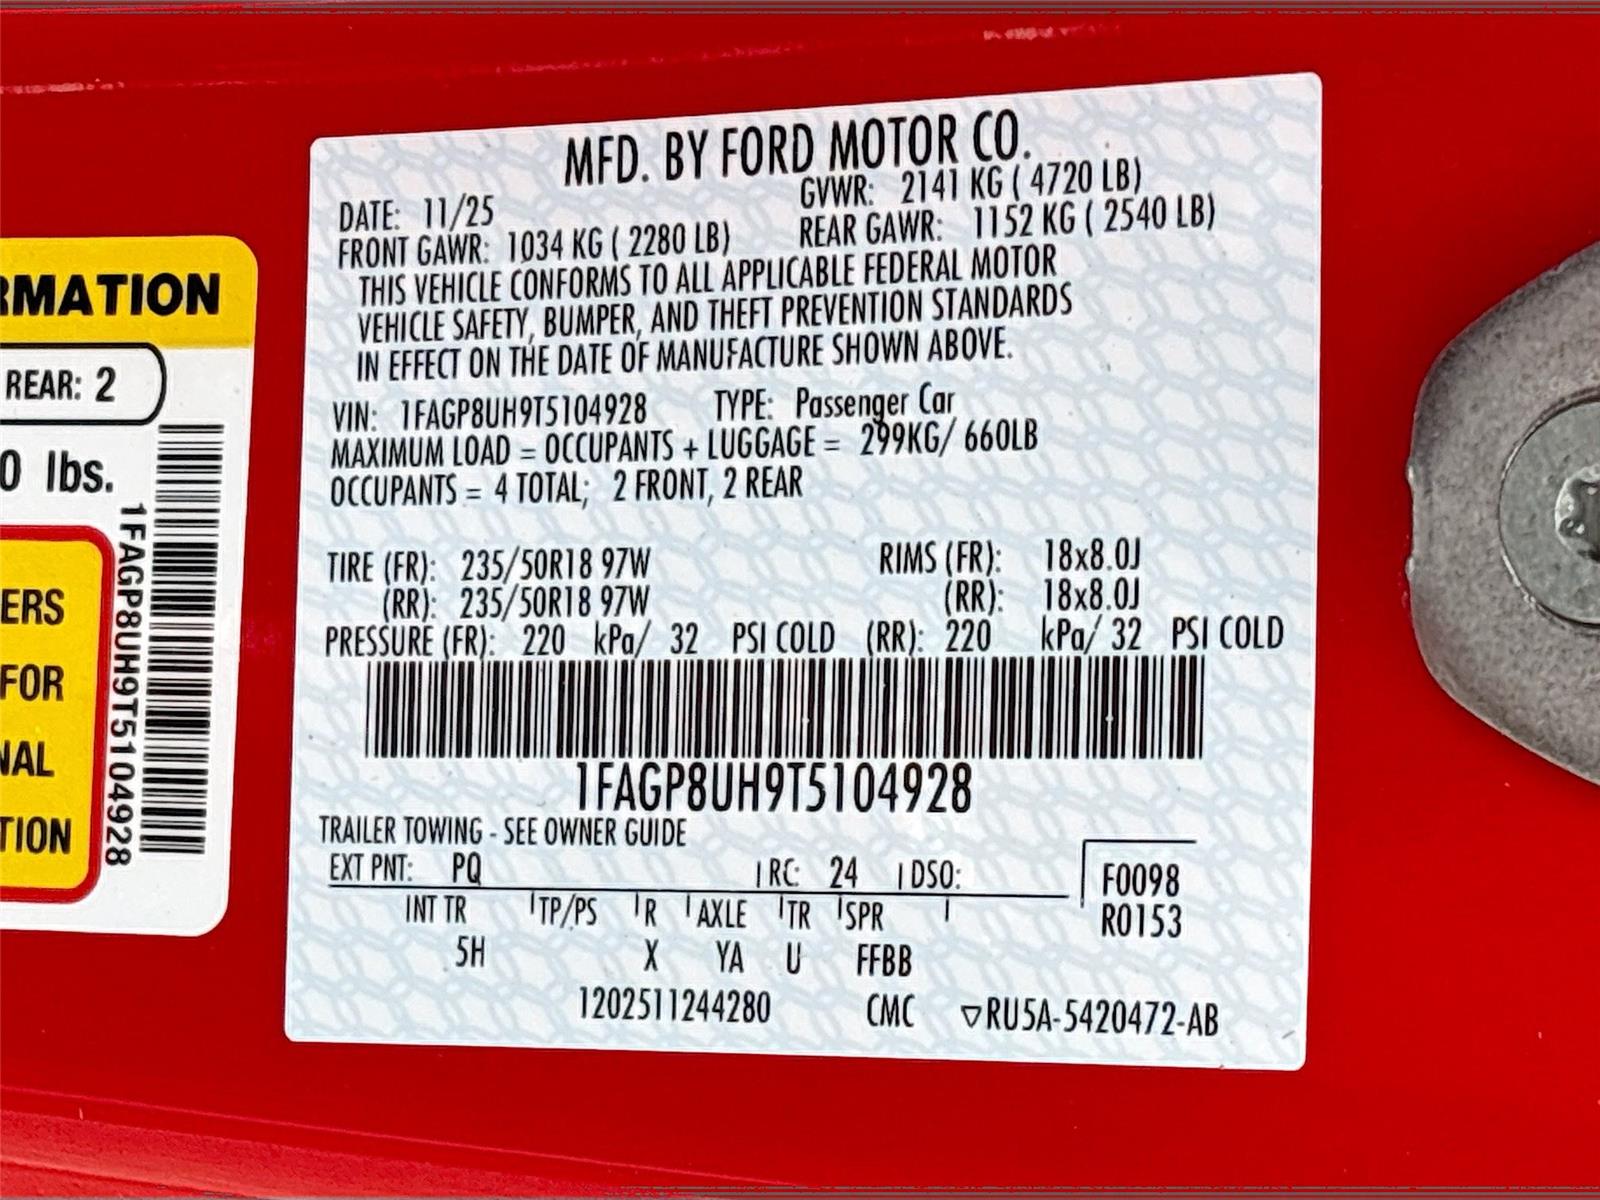 MFD. BY FORD MOTOR CO.
DATE: 11/25 GVWR: 2141 KG ( 4720 LB)
FRONT GAWR: 1034 KG ( 2280 LB) REAR GAWR: 1152 KG ( 2540 LB)
THIS VEHICLE CONFORMS TO ALL APPLICABLE FEDERAL MOTOR
VEHICLE SAFETY, BUMPER, AND THEFT PREVENTION STANDARDS
IN EFFECT ON THE DATE OF MANUFACTURE SHOWN ABOVE.
VIN: 1FAGP8UH9T5104928 TYPE: Passenger Car
MAXIMUM LOAD = OCCUPANTS + LUGGAGE = 299KG/ 660LB
OCCUPANTS = 4 TOTAL; 2 FRONT, 2 REAR
TIRE (FR): 235/50R18 97W RIMS (FR): 18x8.0J
(RR): 235/50R18 97W (RR): 18x8.0J
PRESSURE (FR): 220 kPa/ 32 PSI COLD (RR): 220 kPa/ 32 PSI COLD
1FAGP8UH9T5104928
TRAILER TOWING - SEE OWNER GUIDE
EXT PNT: PQ RC: 24 DSO:
F0098
R0153
INT TR TP/PS R AXLE TR SPR
5H X YA U FFBB
1202511244280 CMC ▽RU5A-5420472-AB
RMATION
REAR: 2
0 lbs.
ERS
FOR
NAL
TION
1FAGP8UH9T5104928